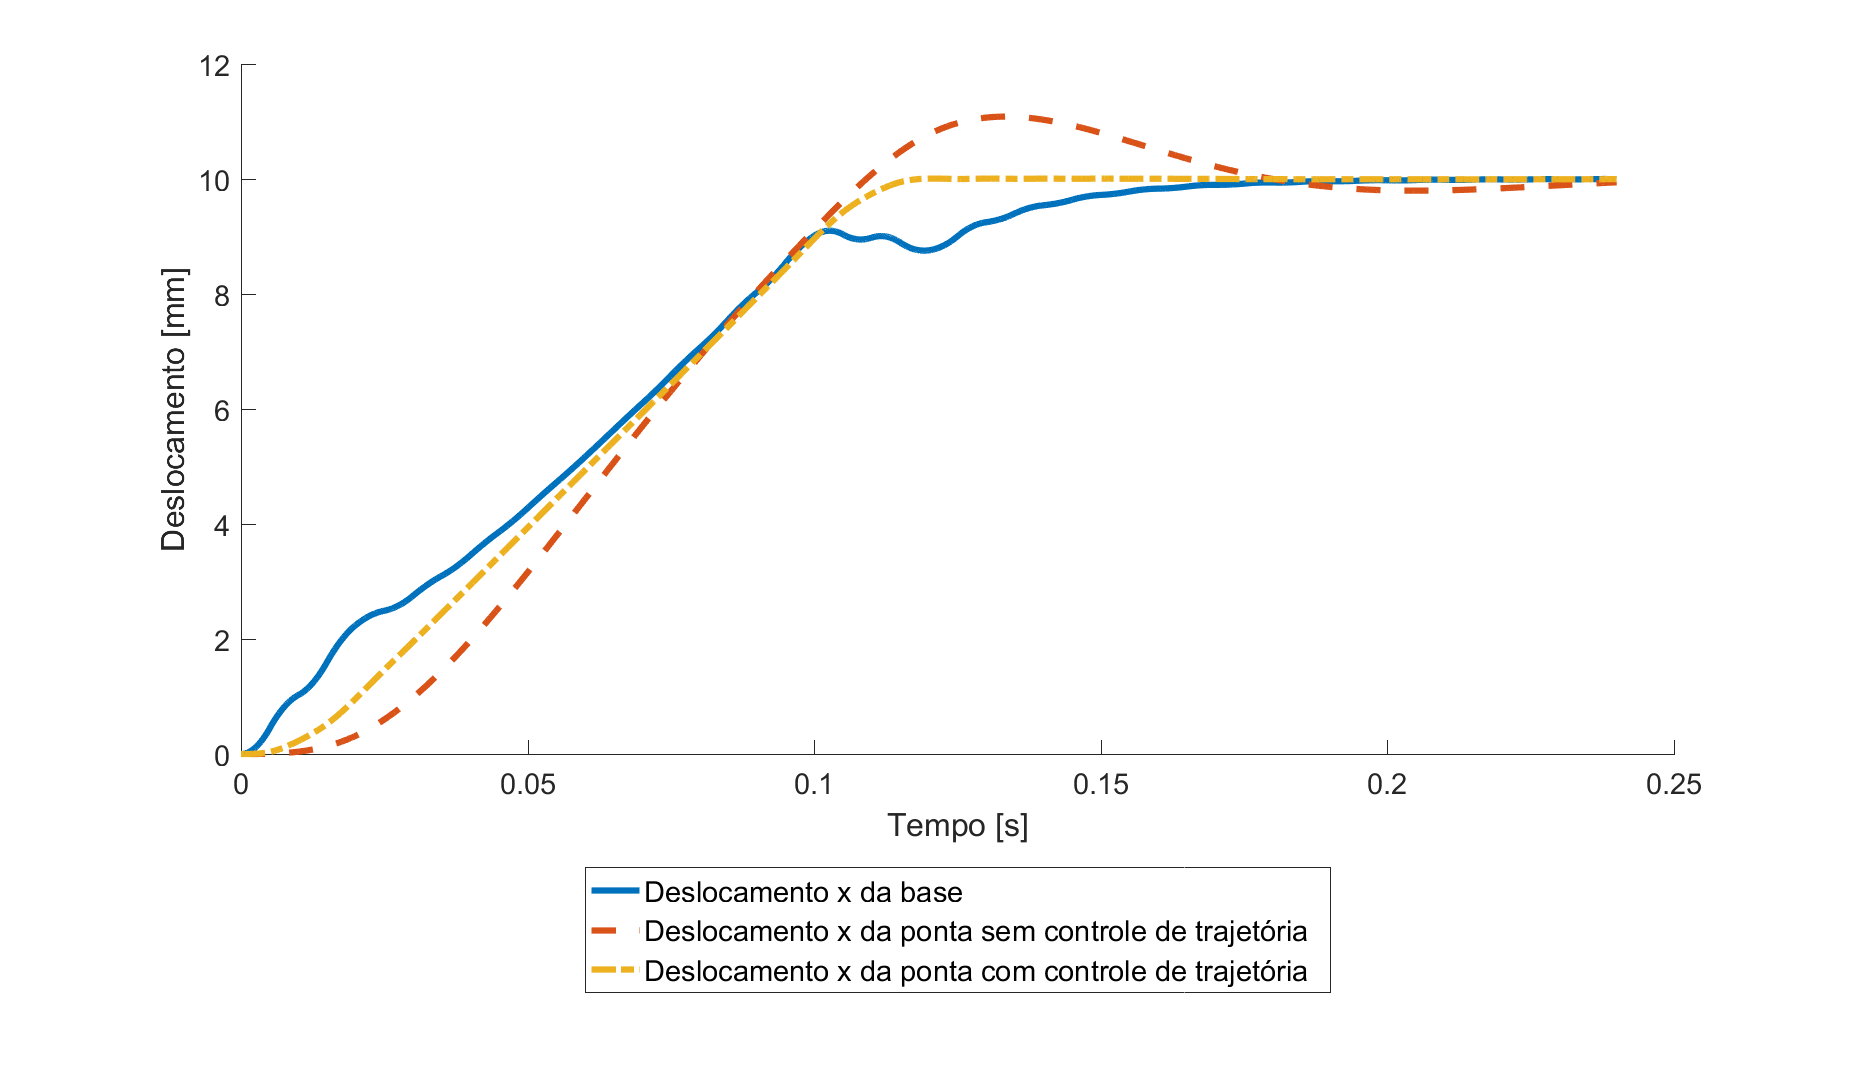 12
10
8
6
4
2
0
Deslocamento [mm]
0 0.05 0.1 0.15 0.2 0.25
Tempo [s]
Deslocamento x da base
Deslocamento x da ponta sem controle de trajetória
Deslocamento x da ponta com controle de trajetória